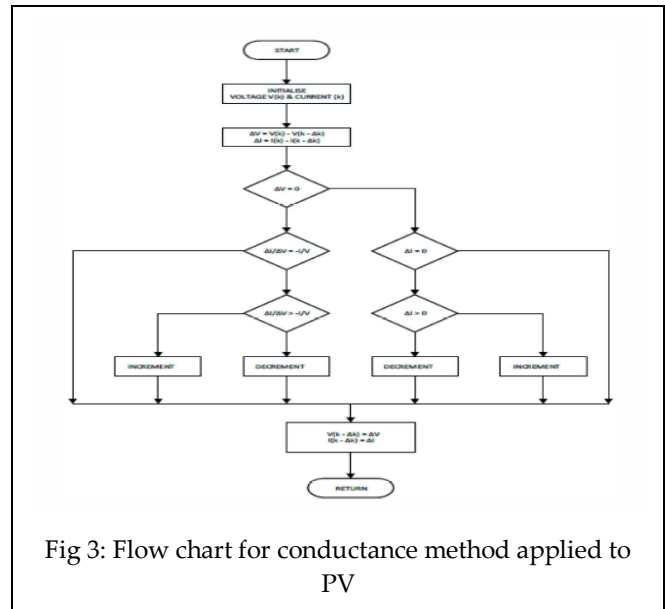 START
INITIALISE
VOLTAGE V(k) & CURRENT (k)
ΔV = V(k) - V(k - Δk)
ΔI = I(k) - I(k - Δk)
ΔV = 0
ΔI/ΔV = -I/V
ΔI = 0
ΔI/ΔV > -I/V
ΔI > 0
INCREMENT
DECREMENT
DECREMENT
INCREMENT
V(k - Δk) = ΔV
I(k - Δk) = ΔI
RETURN
Fig 3: Flow chart for conductance method applied to
PV